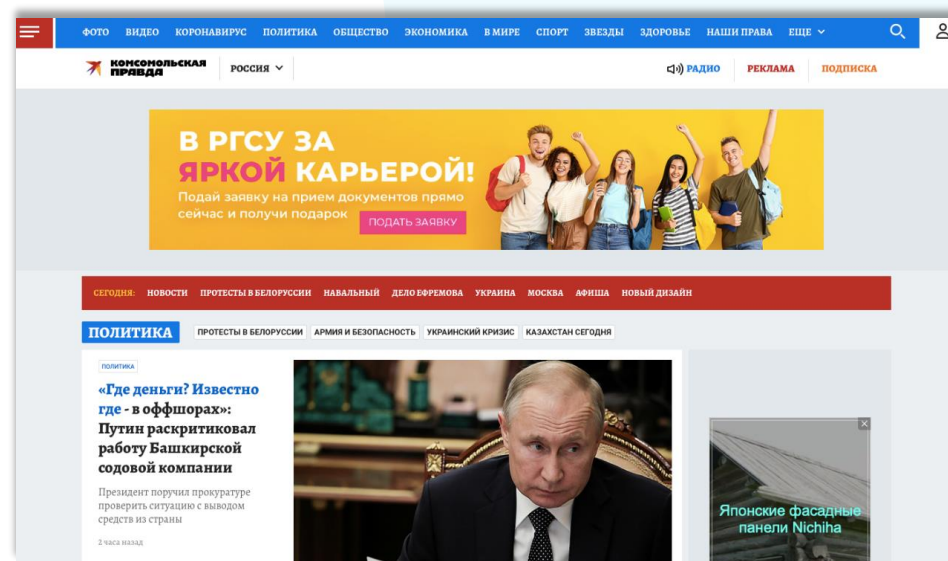 ФОТО ВИДЕО КОРОНАВИРУС ПОЛИТИКА ОБЩЕСТВО ЭКОНОМИКА В МИРЕ СПОРТ ЗВЕЗДЫ ЗДОРОВЬЕ НАШИ ПРАВА ЕЩЕ
КОМСОМОЛЬСКАЯ
ПРАВДА
РОССИЯ
РАДИО РЕКЛАМА ПОДПИСКА
В РГСУ ЗА
ЯРКОЙ КАРЬЕРОЙ!
Подай заявку на прием документов прямо
сейчас и получи подарок
ПОДАТЬ ЗАЯВКУ
СЕГОДНЯ: НОВОСТИ ПРОТЕСТЫ В БЕЛОРУССИИ НАВАЛЬНЫЙ ДЕЛО ЕФРЕМОВА УКРАИНА МОСКВА АФИША НОВЫЙ ДИЗАЙН
ПОЛИТИКА ПРОТЕСТЫ В БЕЛОРУССИИ АРМИЯ И БЕЗОПАСНОСТЬ УКРАИНСКИЙ КРИЗИС КАЗАХСТАН СЕГОДНЯ
ПОЛИТИКА
«Где деньги? Известно
где - в оффшорах»:
Путин раскритиковал
работу Башкирской
содовой компании
Президент поручил прокуратуре
проверить ситуацию с выводом
средств из страны
2 часа назад
Японские фасадные
панели Nichiha